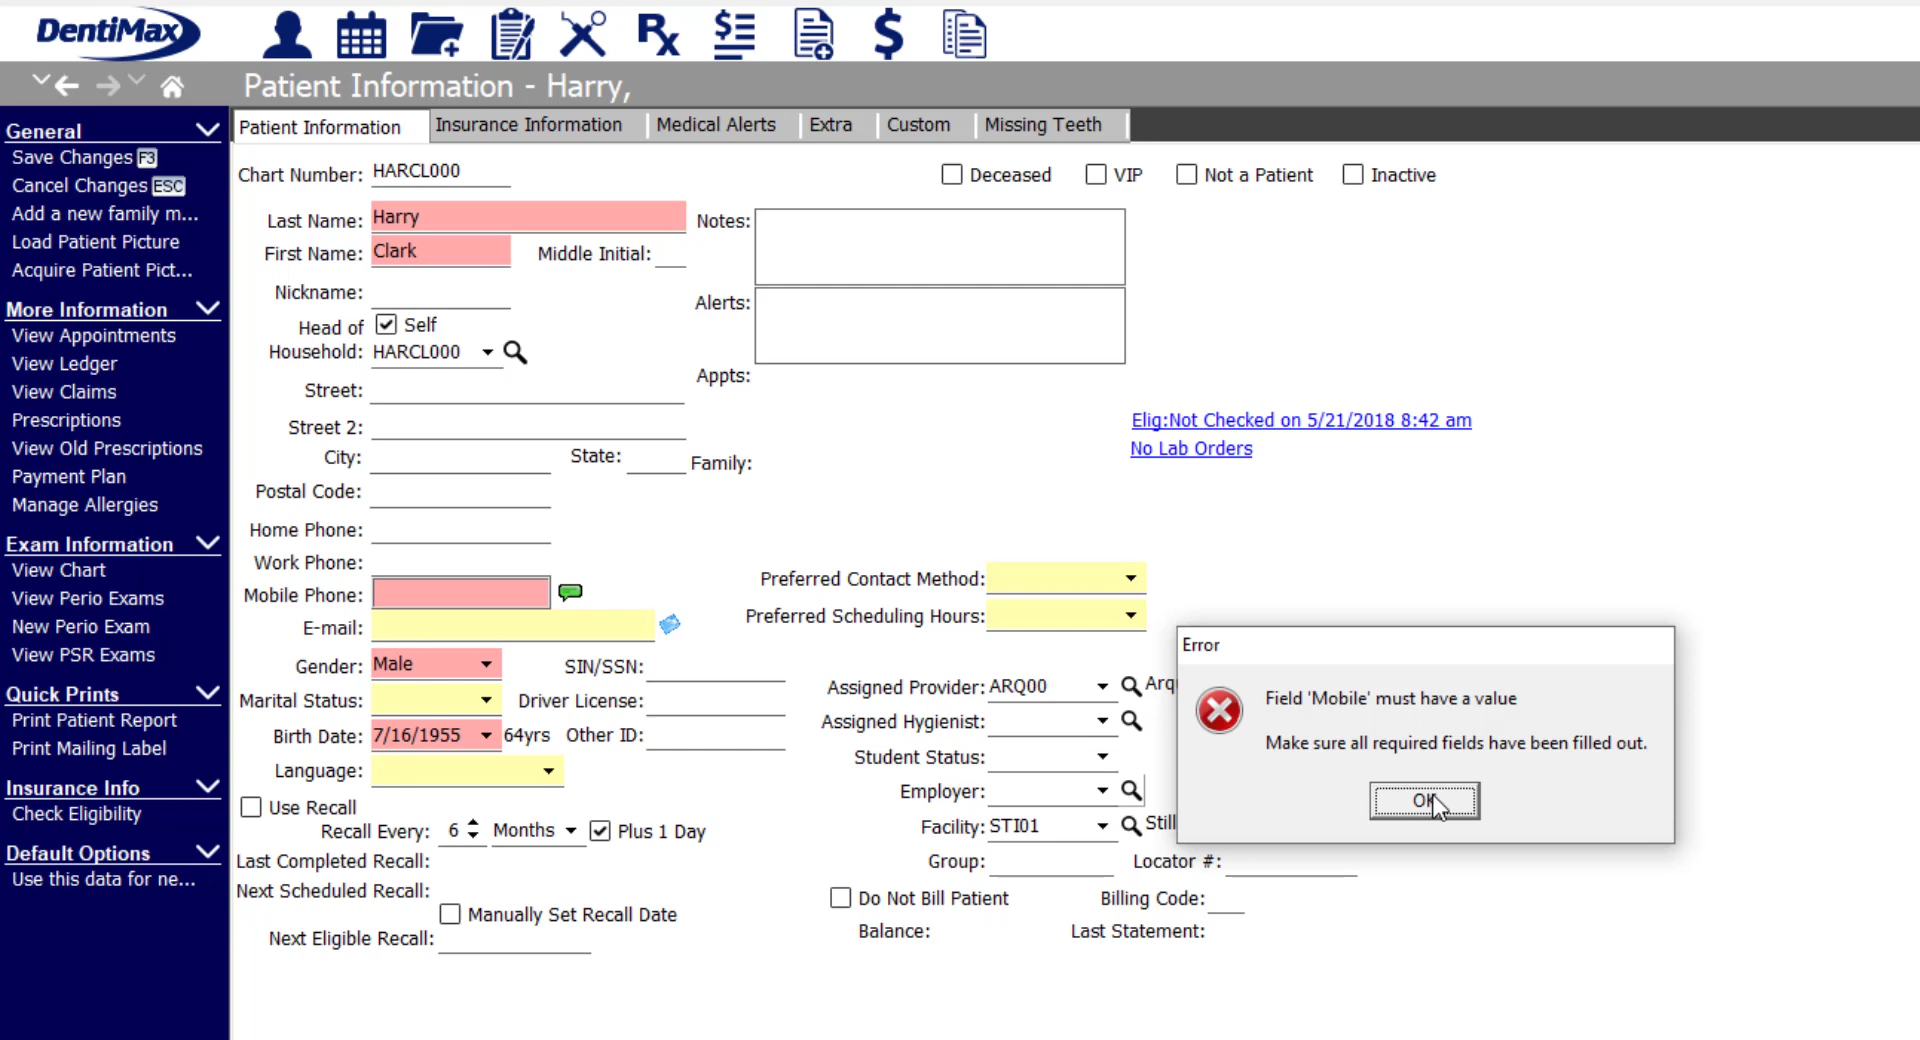 DentiMax
Patient Information - Harry,
General
Save Changes F3
Cancel Changes ESC
Add a new family m...
Load Patient Picture
Acquire Patient Pict...
More Information
View Appointments
View Ledger
View Claims
Prescriptions
View Old Prescriptions
Payment Plan
Manage Allergies
Exam Information
View Chart
View Perio Exams
New Perio Exam
View PSR Exams
Quick Prints
Print Patient Report
Print Mailing Label
Insurance Info
Check Eligibility
Default Options
Use this data for ne...
Patient Information Insurance Information Medical Alerts Extra Custom Missing Teeth
Chart Number: HARCL000
Deceased VIP Not a Patient Inactive
Last Name: Harry
First Name: Clark Middle Initial:
Nickname:
Head of Household: Self
HARCL000
Street:
Street 2:
City: State:
Postal Code:
Home Phone:
Work Phone:
Mobile Phone:
E-mail:
Gender: Male SIN/SSN:
Marital Status: Driver License:
Birth Date: 7/16/1955 64yrs Other ID:
Language:
Use Recall
Recall Every: 6 Months Plus 1 Day
Last Completed Recall:
Next Scheduled Recall:
Manually Set Recall Date
Next Eligible Recall:
Notes:
Alerts:
Appts:
Elig:Not Checked on 5/21/2018 8:42 am
No Lab Orders
Family:
Preferred Contact Method:
Preferred Scheduling Hours:
Assigned Provider: ARQ00 Arq
Assigned Hygienist:
Student Status:
Employer:
Facility: STI01 Still
Group: Locator #:
Do Not Bill Patient Billing Code:
Balance: Last Statement:
Error
Field 'Mobile' must have a value
Make sure all required fields have been filled out.
OK
Rx
$
$